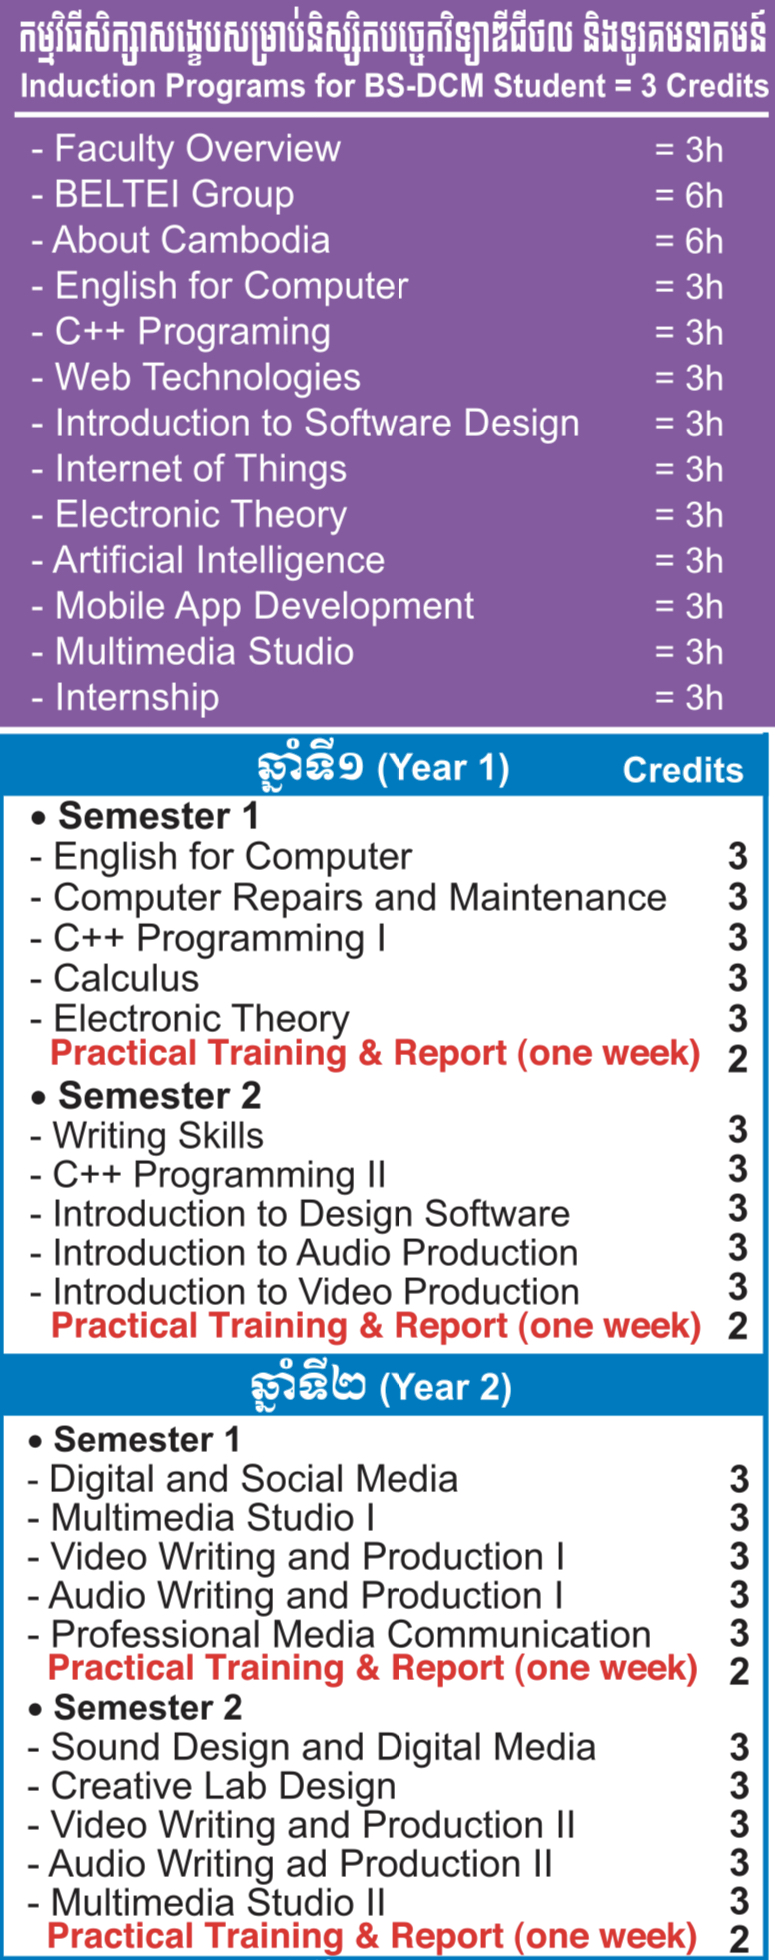 កម្មវិធីសិក្សាសង្ខេបសម្រាប់និស្សិតបច្ចេកវិទ្យាឌីជីថល និងទូរគមនាគមន៍
Induction Programs for BS-DCM Student = 3 Credits
- Faculty Overview = 3h
- BELTEI Group = 6h
- About Cambodia = 6h
- English for Computer = 3h
- C++ Programing = 3h
- Web Technologies = 3h
- Introduction to Software Design = 3h
- Internet of Things = 3h
- Electronic Theory = 3h
- Artificial Intelligence = 3h
- Mobile App Development = 3h
- Multimedia Studio = 3h
- Internship = 3h
ឆ្នាំទី១ (Year 1) Credits
• Semester 1
- English for Computer 3
- Computer Repairs and Maintenance 3
- C++ Programming I 3
- Calculus 3
- Electronic Theory 3
Practical Training & Report (one week) 2
• Semester 2
- Writing Skills 3
- C++ Programming II 3
- Introduction to Design Software 3
- Introduction to Audio Production 3
- Introduction to Video Production 3
Practical Training & Report (one week) 2
ឆ្នាំទី២ (Year 2)
• Semester 1
- Digital and Social Media 3
- Multimedia Studio I 3
- Video Writing and Production I 3
- Audio Writing and Production I 3
- Professional Media Communication 3
Practical Training & Report (one week) 2
• Semester 2
- Sound Design and Digital Media 3
- Creative Lab Design 3
- Video Writing and Production II 3
- Audio Writing ad Production II 3
- Multimedia Studio II 3
Practical Training & Report (one week) 2